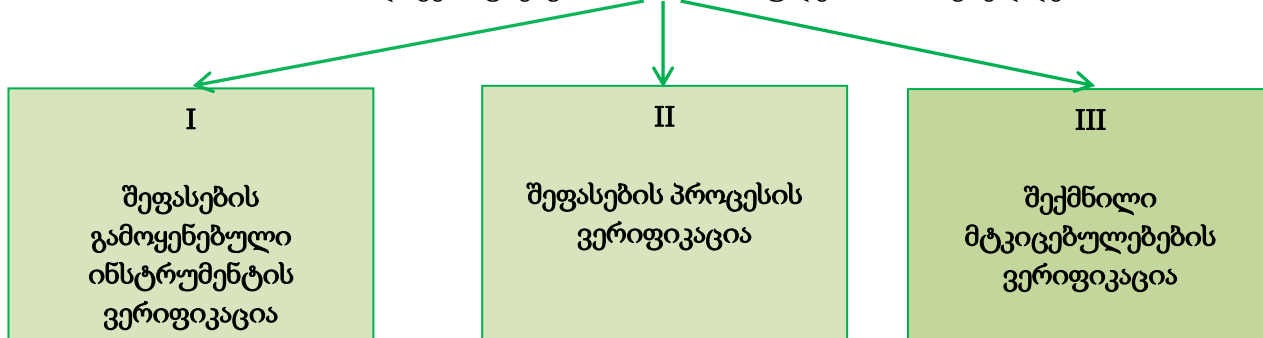 I
შეფასების
გამოყენებული
ინსტრუმენტის
ვერიფიკაცია
II
შეფასების პროცესის
ვერიფიკაცია
III
შექმნილი
მტკიცებულებების
ვერიფიკაცია